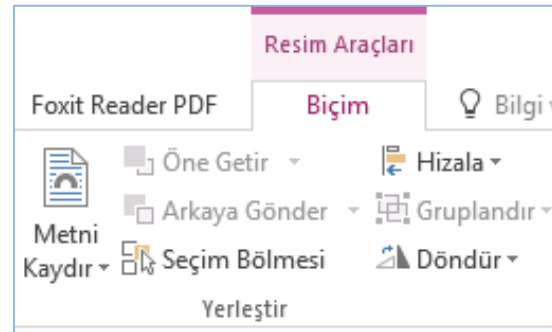 Resim Araçları
Foxit Reader PDF Biçim Bilgi
Öne Getir Hizala
Arkaya Gönder Gruplandır
Metni
Kaydır Seçim Bölmesi Döndür
Yerleştir